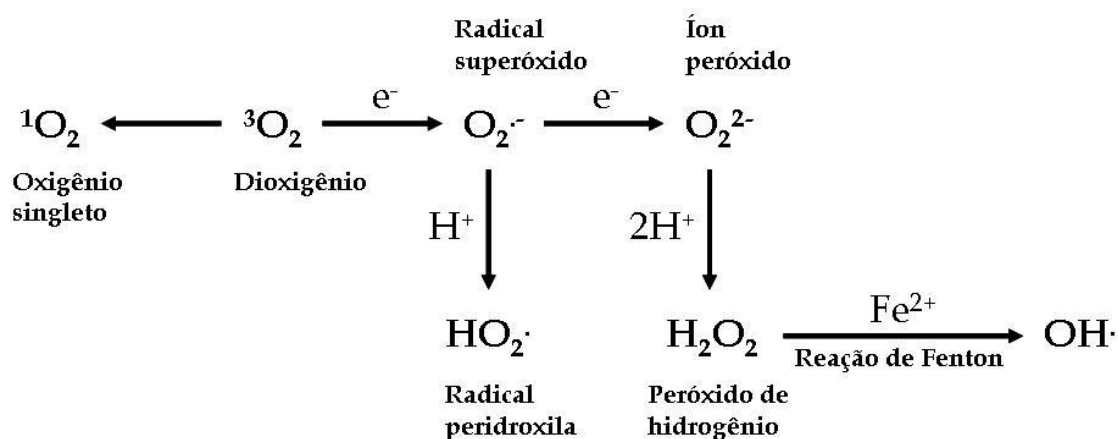 Radical
superóxido
Íon
peróxido
e⁻ e⁻
¹O₂ ³O₂ O₂·⁻ O₂²⁻
Oxigênio
singleto
Dioxigênio
H⁺ 2H⁺
HO₂· H₂O₂ Fe²⁺ OH·
Reação de Fenton
Radical
peridroxila
Peróxido de
hidrogênio